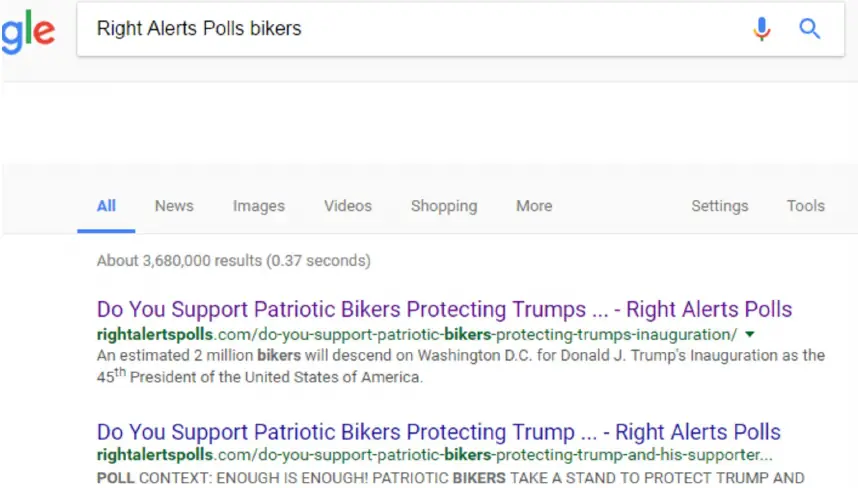 gle
Right Alerts Polls bikers
All News Images Videos Shopping More Settings Tools
About 3,680,000 results (0.37 seconds)
Do You Support Patriotic Bikers Protecting Trumps ... - Right Alerts Polls
rightalertspolls.com/do-you-support-patriotic-bikers-protecting-trumps-inauguration/
An estimated 2 million bikers will descend on Washington D.C. for Donald J. Trump's Inauguration as the
45th President of the United States of America.
Do You Support Patriotic Bikers Protecting Trump ... - Right Alerts Polls
rightalertspolls.com/do-you-support-patriotic-bikers-protecting-trump-and-his-supporter...
POLL CONTEXT: ENOUGH IS ENOUGH! PATRIOTIC BIKERS TAKE A STAND TO PROTECT TRUMP AND